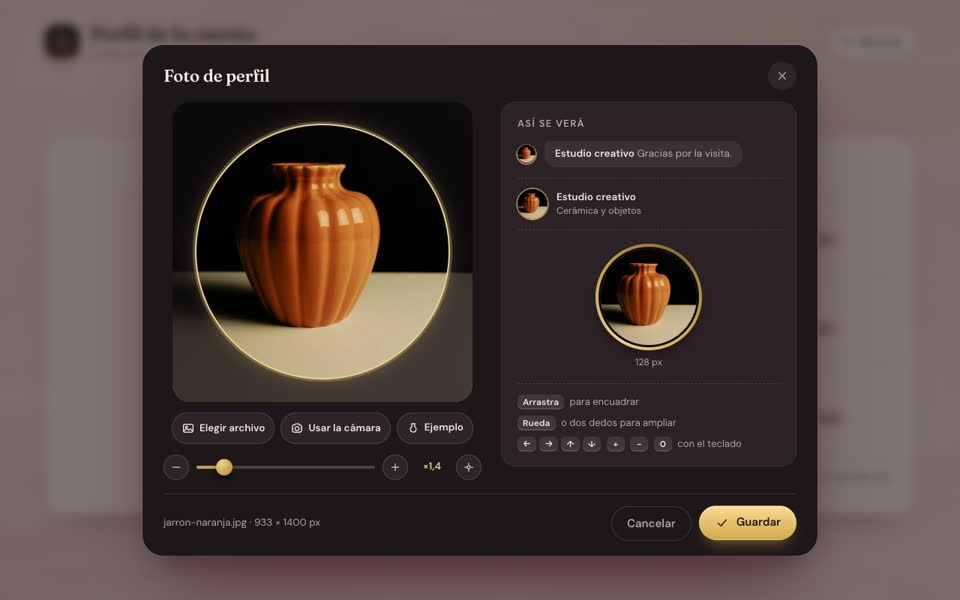 Foto de perfil
ASÍ SE VERÁ
Estudio creativo Gracias por la visita.
Estudio creativo
Cerámica y objetos
128 px
Arrastra para encuadrar
Rueda o dos dedos para ampliar
← → ↑ ↓ + − 0 con el teclado
Elegir archivo
Usar la cámara
Ejemplo
− + ×1,4
jarron-naranja.jpg · 933 × 1400 px
Cancelar
Guardar